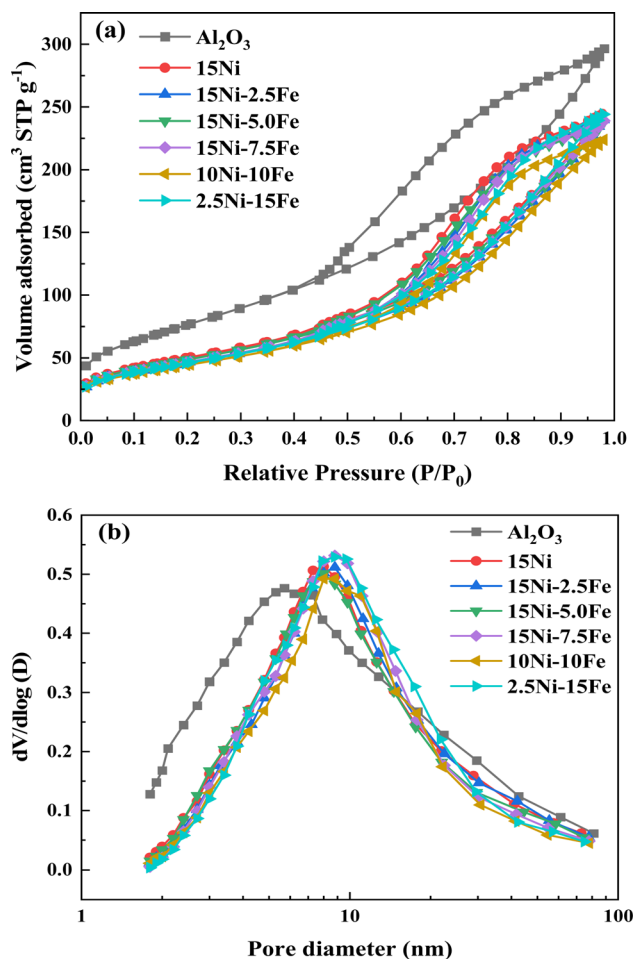 (a)
Al₂O₃
15Ni
15Ni-2.5Fe
15Ni-5.0Fe
15Ni-7.5Fe
10Ni-10Fe
2.5Ni-15Fe
Volume adsorbed (cm³ STP g⁻¹)
300
250
200
150
100
50
0
0.0 0.1 0.2 0.3 0.4 0.5 0.6 0.7 0.8 0.9 1.0
Relative Pressure (P/P₀)
(b)
Al₂O₃
15Ni
15Ni-2.5Fe
15Ni-5.0Fe
15Ni-7.5Fe
10Ni-10Fe
2.5Ni-15Fe
dV/dlog (D)
0.6
0.5
0.4
0.3
0.2
0.1
0.0
1 10 100
Pore diameter (nm)